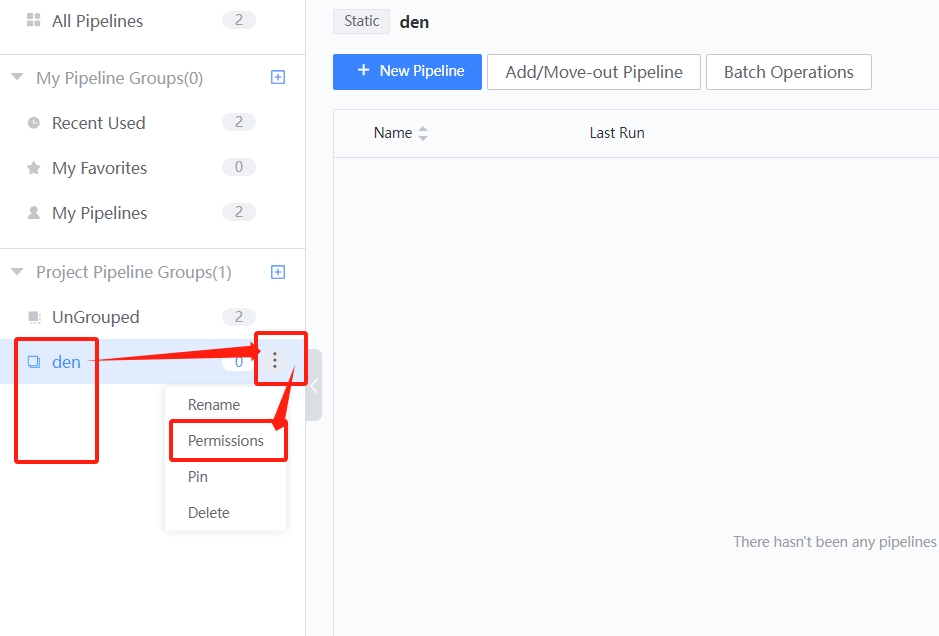 All Pipelines 2
My Pipeline Groups(0)
Recent Used 2
My Favorites 0
My Pipelines 2
Project Pipeline Groups(1)
UnGrouped 2
den 0
Rename
Permissions
Pin
Delete
Static den
+ New Pipeline Add/Move-out Pipeline Batch Operations
Name Last Run
There hasn't been any pipelines